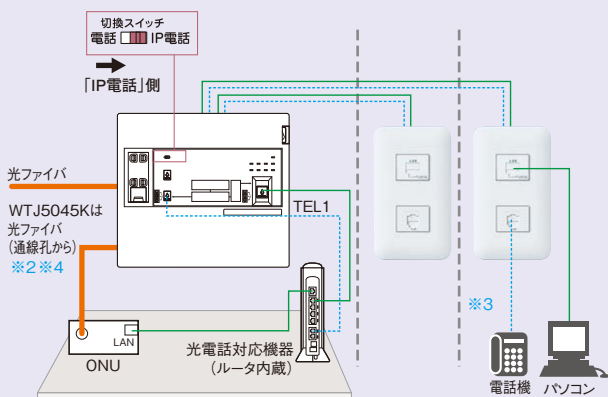 切換スイッチ
電話 IP電話
「IP電話」側
光ファイバ
WTJ5045Kは
光ファイバ
(通線孔から)
※2※4
TEL1
LAN
ONU
光電話対応機器
(ルータ内蔵)
※3
電話機
パソコン